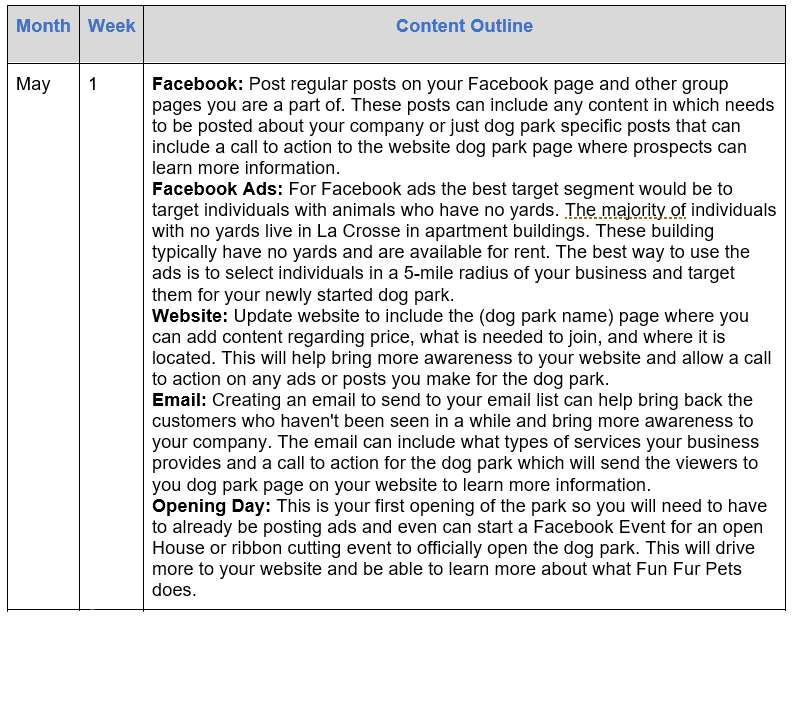 Month Week Content Outline
May 1 Facebook: Post regular posts on your Facebook page and other group
pages you are a part of. These posts can include any content in which needs
to be posted about your company or just dog park specific posts that can
include a call to action to the website dog park page where prospects can
learn more information.
Facebook Ads: For Facebook ads the best target segment would be to
target individuals with animals who have no yards. The majority of individuals
with no yards live in La Crosse in apartment buildings. These building
typically have no yards and are available for rent. The best way to use the
ads is to select individuals in a 5-mile radius of your business and target
them for your newly started dog park.
Website: Update website to include the (dog park name) page where you
can add content regarding price, what is needed to join, and where it is
located. This will help bring more awareness to your website and allow a call
to action on any ads or posts you make for the dog park.
Email: Creating an email to send to your email list can help bring back the
customers who haven't been seen in a while and bring more awareness to
your company. The email can include what types of services your business
provides and a call to action for the dog park which will send the viewers to
you dog park page on your website to learn more information.
Opening Day: This is your first opening of the park so you will need to have
to already be posting ads and even can start a Facebook Event for an open
House or ribbon cutting event to officially open the dog park. This will drive
more to your website and be able to learn more about what Fun Fur Pets
does.